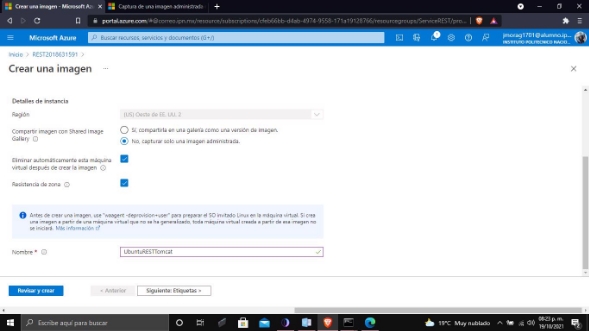 Crear una imagen - Microsoft Az
Captura de una imagen administrada
portal.azure.com/#@correo.ipn.mx/resource/subscriptions/
/resourcegroups/ServiceREST/pro...
Microsoft Azure
Buscar recursos, servicios y documentos (G+/)
jmorag1701@alumno.ip...
INSTITUTO POLITECNICO NACIO...
Inicio > REST2018631591 >
Crear una imagen ...
Detalles de instancia
Región
(US) Oeste de EE. UU. 2
Compartir imagen con Shared Image Gallery
Sí, compartirla en una galería como una versión de imagen.
No, capturar solo una imagen administrada.
Eliminar automáticamente esta máquina virtual después de crear la imagen
Resistencia de zona
Antes de crear una imagen, use "waagent -deprovision+user" para preparar el SO invitado Linux en la máquina virtual. Si crea
una imagen a partir de una máquina virtual que no se ha generalizado, toda máquina virtual creada a partir de esa imagen no
se iniciará. Más información
Nombre *
UbuntuRESTTomcat
Revisar y crear
< Anterior
Siguiente: Etiquetas >
Escribe aquí para buscar
19°C Muy nublado
08:23 p. m.
19/10/2021